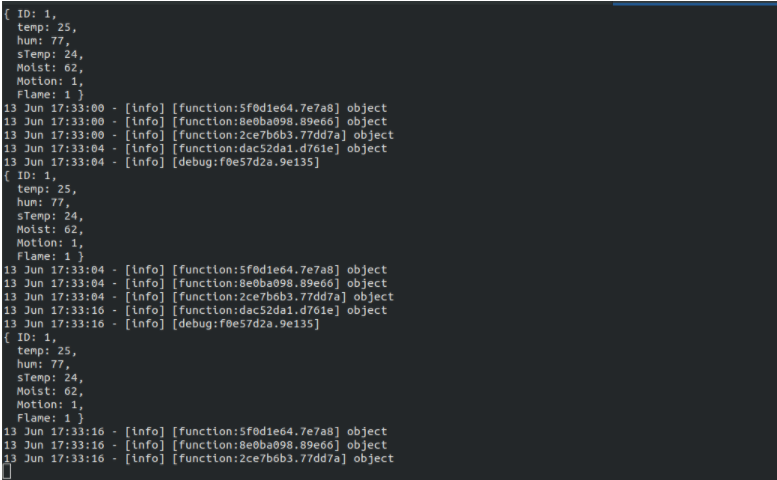 { ID: 1,
  temp: 25,
  hum: 77,
  sTemp: 24,
  Moist: 62,
  Motion: 1,
  Flame: 1 }
13 Jun 17:33:00 - [info] [function:5f0d1e64.7e7a8] object
13 Jun 17:33:00 - [info] [function:8e0ba098.89e66] object
13 Jun 17:33:00 - [info] [function:2ce7b6b3.77dd7a] object
13 Jun 17:33:04 - [info] [function:dac52da1.d761e] object
13 Jun 17:33:04 - [info] [debug:f0e57d2a.9e135]
{ ID: 1,
  temp: 25,
  hum: 77,
  sTemp: 24,
  Moist: 62,
  Motion: 1,
  Flame: 1 }
13 Jun 17:33:04 - [info] [function:5f0d1e64.7e7a8] object
13 Jun 17:33:04 - [info] [function:8e0ba098.89e66] object
13 Jun 17:33:04 - [info] [function:2ce7b6b3.77dd7a] object
13 Jun 17:33:16 - [info] [function:dac52da1.d761e] object
13 Jun 17:33:16 - [info] [debug:f0e57d2a.9e135]
{ ID: 1,
  temp: 25,
  hum: 77,
  sTemp: 24,
  Moist: 62,
  Motion: 1,
  Flame: 1 }
13 Jun 17:33:16 - [info] [function:5f0d1e64.7e7a8] object
13 Jun 17:33:16 - [info] [function:8e0ba098.89e66] object
13 Jun 17:33:16 - [info] [function:2ce7b6b3.77dd7a] object